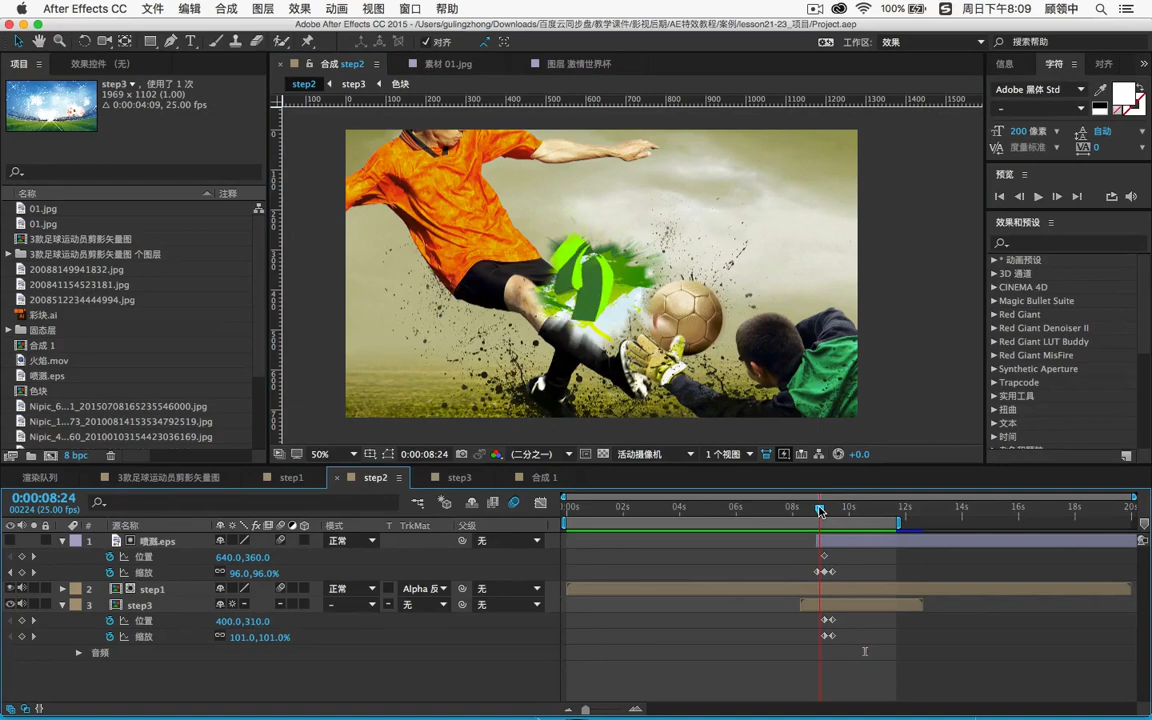 After Effects CC 文件 编辑 合成 图层 效果 动画 视图 窗口 帮助 100% 周日下午8:09 顾领中
Adobe After Effects CC 2015 - /Users/gulingzhong/Downloads/百度云同步盘/教学课件/影视后期/AE特效教程/案例/lesson21-23_项目/Project.aep
对齐 工作区: 效果 搜索帮助
项目 效果控件 (无) 合成 step2 素材 01.jpg 图层 激情世界杯 信息 字符 对齐
step3 , 使用了 1 次
1969 x 1102 (1.00)
Δ 0:00:04:09, 25.00 fps
step2 step3 色块
Adobe 黑体 Std
-
200 像素 自动
度量标准 0
预览
效果和预设
名称 注释
01.jpg
01.jpg
3款足球运动员剪影矢量图
3款足球运动员剪影矢量图 个图层
20088149941832.jpg
200841154523181.jpg
2008512234444994.jpg
彩块.ai
固态层
合成 1
火焰.mov
喷溅.eps
色块
Nipic_6...1_20150708165235546000.jpg
Nipic_1...73_20100814153534792519.jpg
Nipic_4...60_20100103154423036169.jpg
* 动画预设
3D 通道
CINEMA 4D
Magic Bullet Suite
Red Giant
Red Giant Denoiser II
Red Giant LUT Buddy
Red Giant MisFire
Synthetic Aperture
Trapcode
实用工具
扭曲
文本
时间
8 bpc 50% 0:00:08:24 (二分之一) 活动摄像机 1 个视图 +0.0
渲染队列 3款足球运动员剪影矢量图 step1 step2 step3 合成 1
0:00:08:24
00224 (25.00 fps)
:00s 02s 04s 06s 08s 10s 12s 14s 16s 18s 20s
# 源名称 模式 T TrkMat 父级
1 喷溅.eps 正常 无
位置 640.0,360.0
缩放 96.0,96.0%
2 step1 正常 Alpha 反 无
3 step3 - 无 无
位置 400.0,310.0
缩放 101.0,101.0%
音频